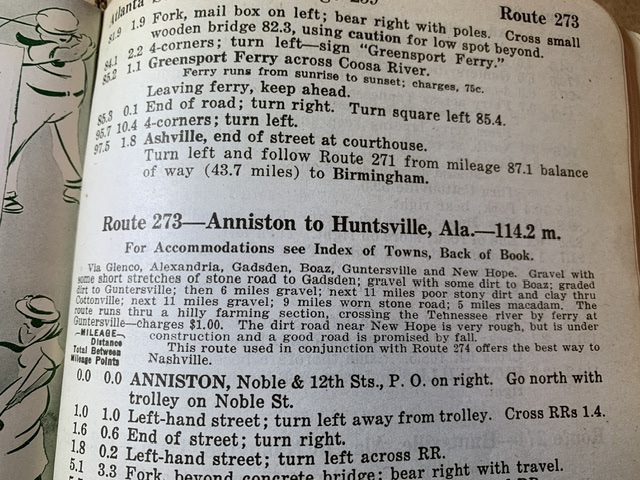 Atlanta
Route 273
81.9 1.9 Fork, mail box on left; bear right with poles. Cross small
wooden bridge 82.3, using caution for low spot beyond.
84.1 2.2 4-corners; turn left—sign "Greensport Ferry."
85.2 1.1 Greensport Ferry across Coosa River.
Ferry runs from sunrise to sunset; charges, 75c.
Leaving ferry, keep ahead.
85.3 0.1 End of road; turn right. Turn square left 85.4.
95.7 10.4 4-corners; turn left.
97.5 1.8 Ashville, end of street at courthouse.
Turn left and follow Route 271 from mileage 87.1 balance
of way (43.7 miles) to Birmingham.
Route 273—Anniston to Huntsville, Ala.—114.2 m.
For Accommodations see Index of Towns, Back of Book.
Via Glenco, Alexandria, Gadsden, Boaz, Guntersville and New Hope. Gravel with
some short stretches of stone road to Gadsden; gravel with some dirt to Boaz; graded
dirt to Guntersville; then 6 miles gravel; next 11 miles poor stony dirt and clay thru
Cottonville; next 11 miles gravel; 9 miles worn stone road; 5 miles macadam. The
route runs thru a hilly farming section, crossing the Tehnessee river by ferry at
Guntersville—charges $1.00. The dirt road near New Hope is very rough, but is under
construction and a good road is promised by fall.
This route used in conjunction with Route 274 offers the best way to
Nashville.
—MILEAGE—
Distance
Total Between
Mileage Points
0.0 0.0 ANNISTON, Noble & 12th Sts., P. O. on right. Go north with
trolley on Noble St.
1.0 1.0 Left-hand street; turn left away from trolley. Cross RRs 1.4.
1.6 0.6 End of street; turn right.
1.8 0.2 Left-hand street; turn left across RR.
5.1 3.3 Fork, beyond concrete bridge; bear right with travel.